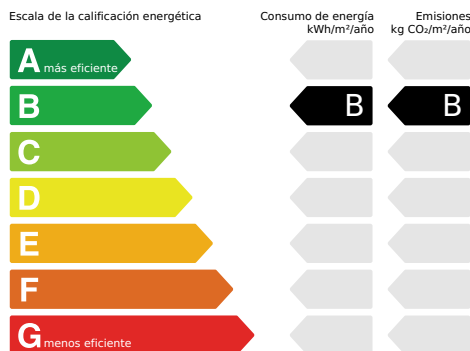 Escala de la calificación energética
Consumo de energía
kWh/m²/año
Emisiones
kg CO₂/m²/año
A más eficiente
B
B
B
C
D
E
F
G menos eficiente